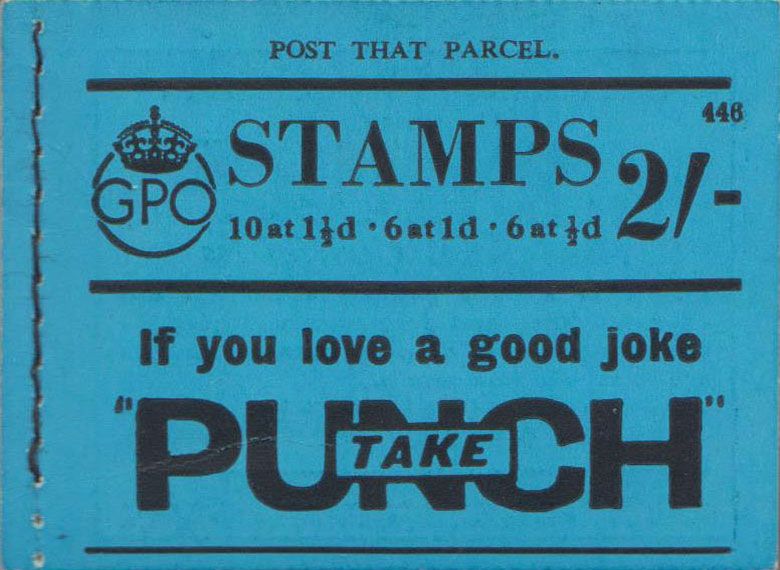 POST THAT PARCEL.
446
GPO
STAMPS 2/-
10 at 1½d · 6 at 1d · 6 at ½d
If you love a good joke
"PUNCH"
TAKE